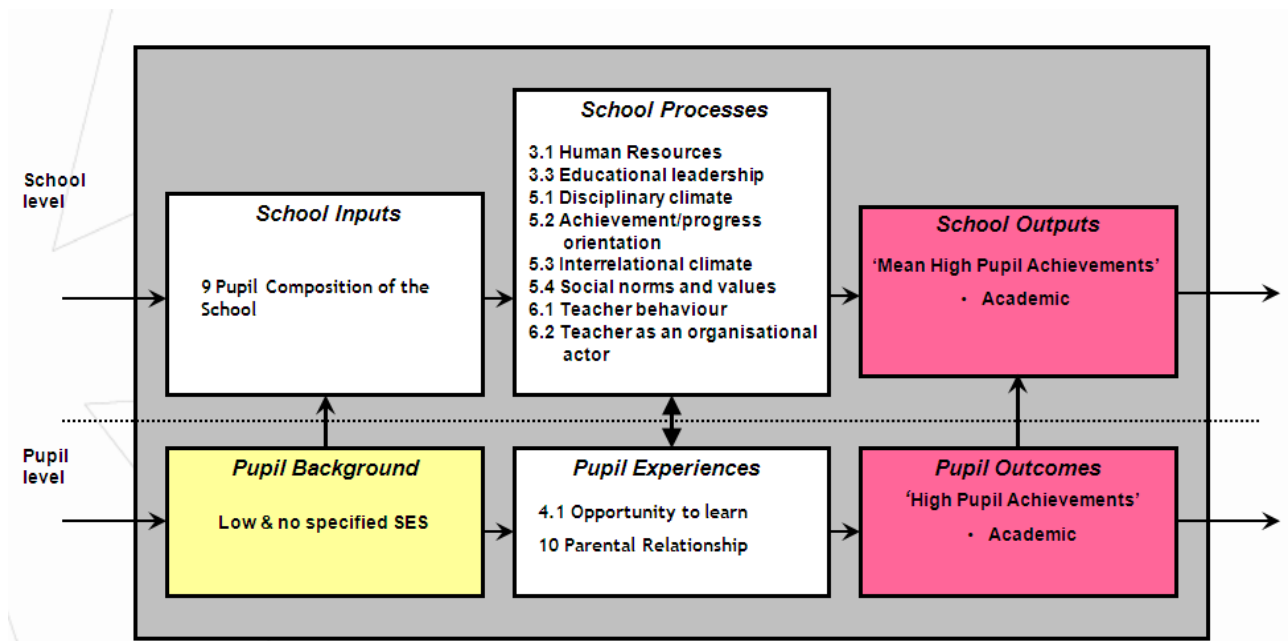 School Processes
3.1 Human Resources
3.3 Educational leadership
5.1 Disciplinary climate
5.2 Achievement/progress
orientation
5.3 Interrelational climate
5.4 Social norms and values
6.1 Teacher behaviour
6.2 Teacher as an organisational
actor
School
level
School Inputs
9 Pupil Composition of the
School
School Outputs
‘Mean High Pupil Achievements’
• Academic
Pupil
level
Pupil Background
Low & no specified SES
Pupil Experiences
4.1 Opportunity to learn
10 Parental Relationship
Pupil Outcomes
‘High Pupil Achievements’
• Academic